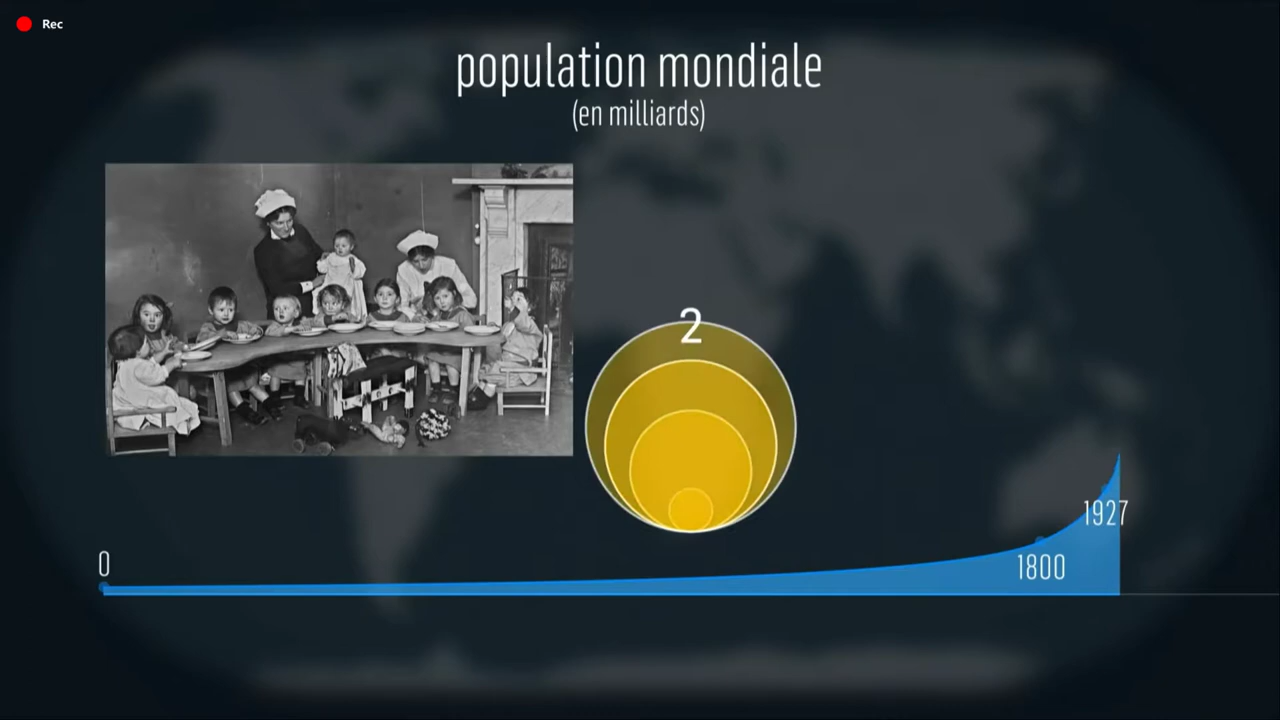 Rec
population mondiale
(en milliards)
2
1927
0
1800